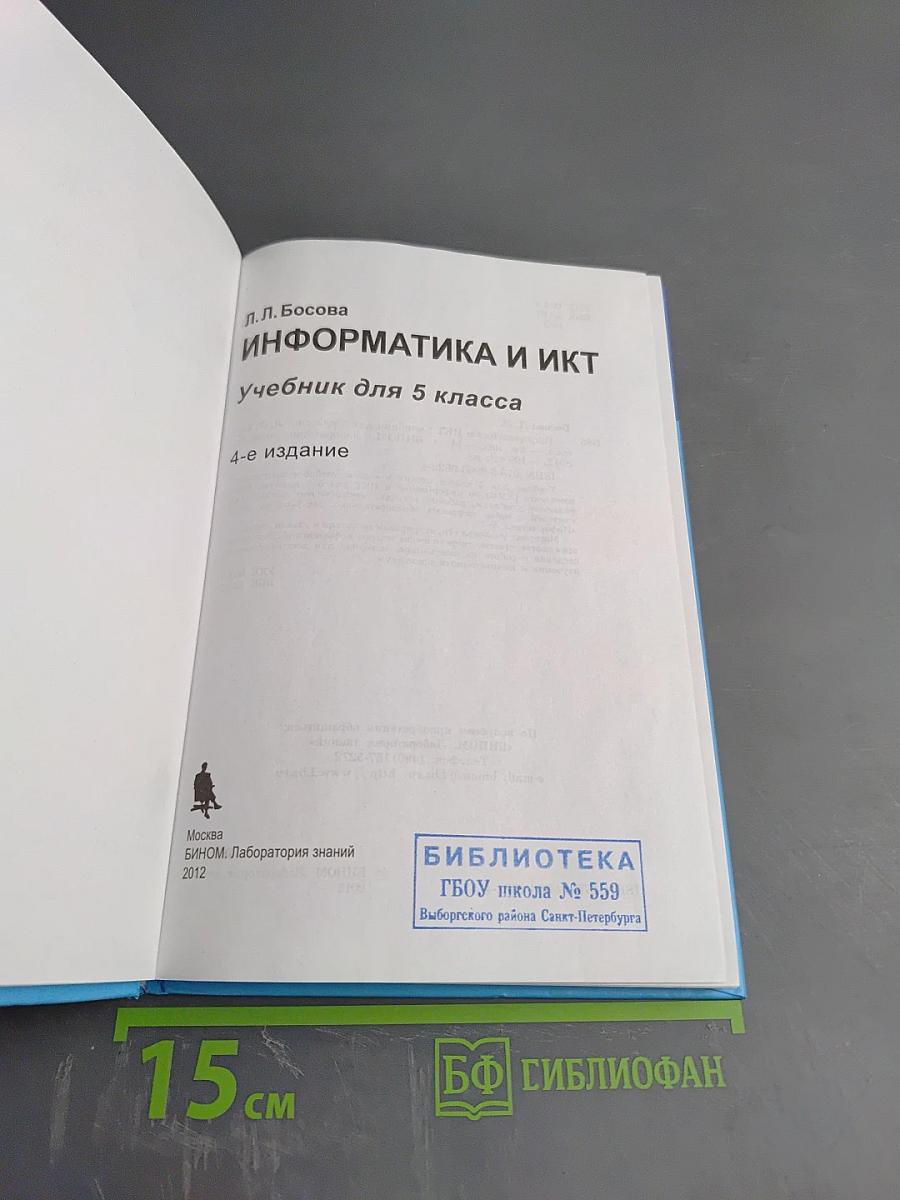 Л. Л. Босова
ИНФОРМАТИКА И ИКТ
Учебник для 5 класса
4-е издание
Москва
БИНОМ. Лаборатория знаний
2012
БИБЛИОТЕКА
ГБОУ школа № 559
Выборгского района Санкт-Петербурга
15 см
БФ БИБЛИОФАН